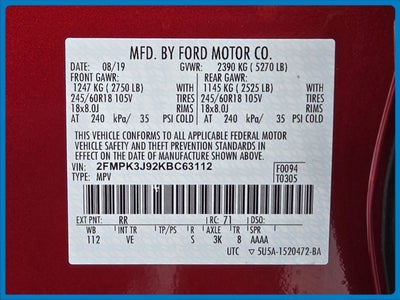 MFD. BY FORD MOTOR CO.
DATE: 08/19 GVWR: 2390 KG ( 5270 LB)
FRONT GAWR: REAR GAWR:
1247 KG ( 2750 LB) WITH 1145 KG ( 2525 LB) WITH
245/60R18 105V TIRES 245/60R18 105V TIRES
18x8.0J RIMS 18x8.0J RIMS
AT 240 kPa/ 35 PSI COLD AT 240 kPa/ 35 PSI COLD
THIS VEHICLE CONFORMS TO ALL APPLICABLE FEDERAL MOTOR
VEHICLE SAFETY AND THEFT PREVENTION STANDARDS IN
EFFECT ON THE DATE OF MANUFACTURE SHOWN ABOVE.
VIN: 2FMPK3J92KBC63112 F0094
TYPE: MPV T0305
EXT PNT: RR RC: 71 DSO:
WB BRK INT TR TP/PS R AXLE TR SPR
112 VE S 3K 8 AAAA
UTC ▽ 5U5A-1520472-BA